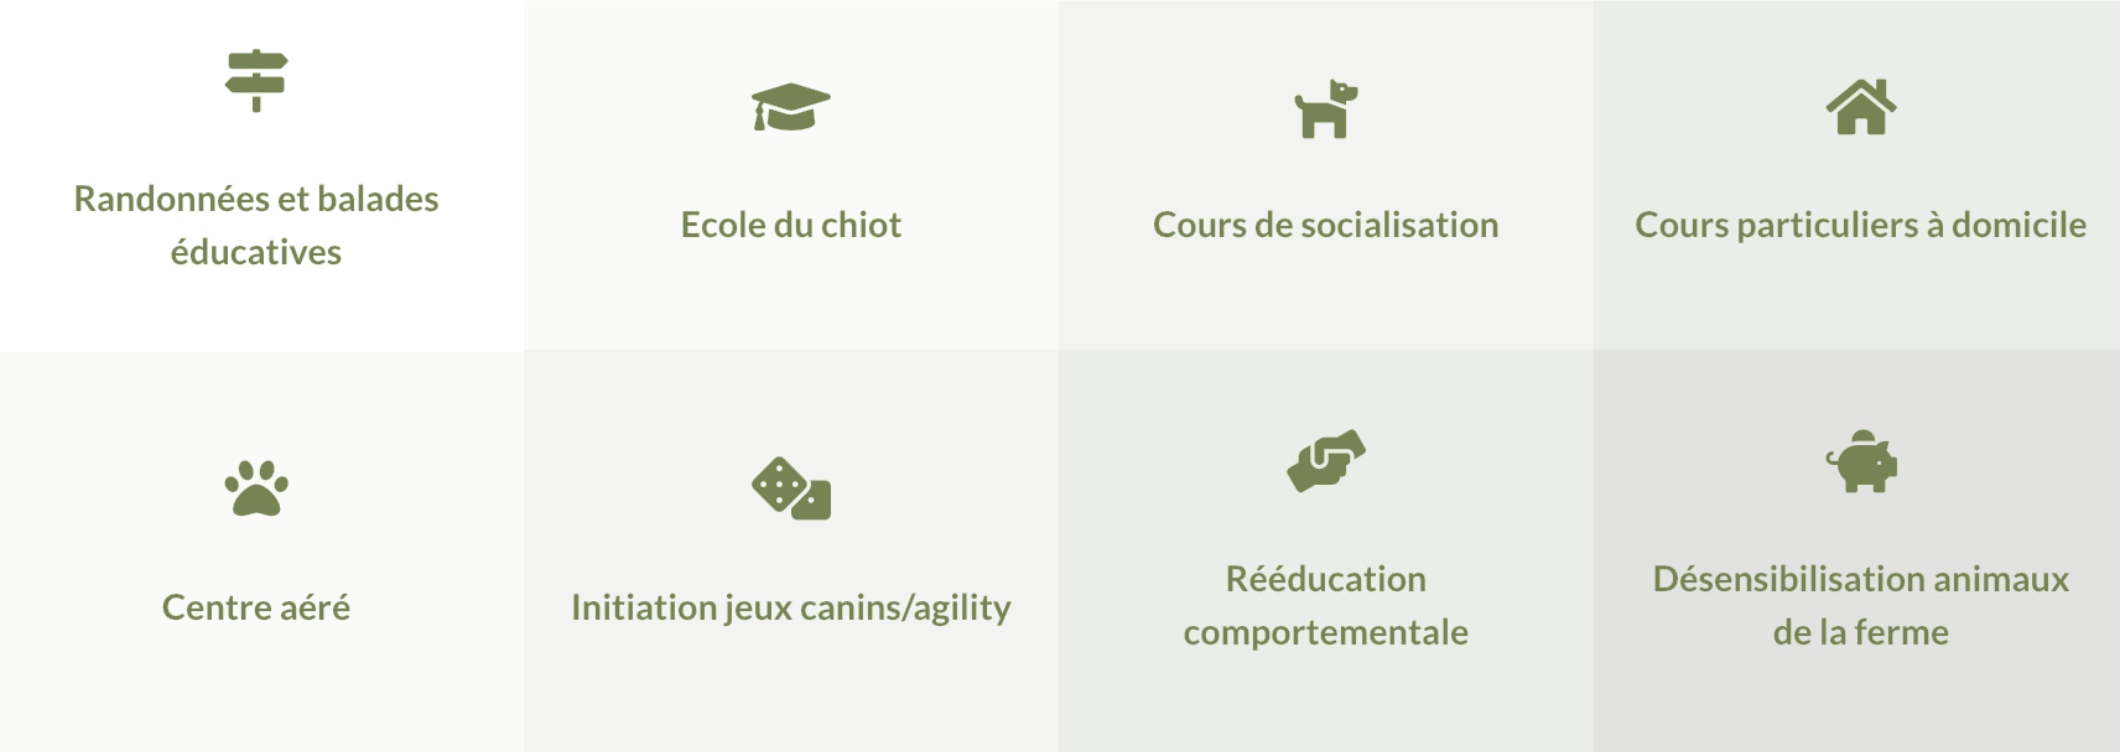 Randonnées et balades
éducatives
Ecole du chiot
Cours de socialisation
Cours particuliers à domicile
Centre aéré
Initiation jeux canins/agility
Rééducation
comportementale
Désensibilisation animaux
de la ferme